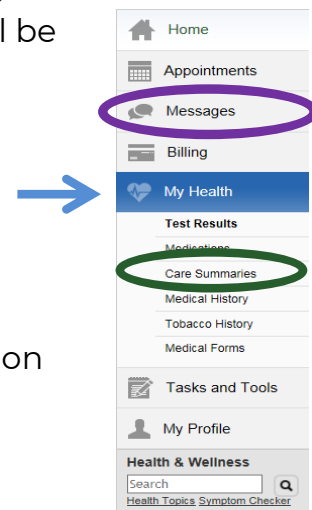 l be
Home
Appointments
Messages
Billing
My Health
Test Results
Medications
Care Summaries
Medical History
Tobacco History
Medical Forms
on
Tasks and Tools
My Profile
Health & Wellness
Search
Health Topics Symptom Checker